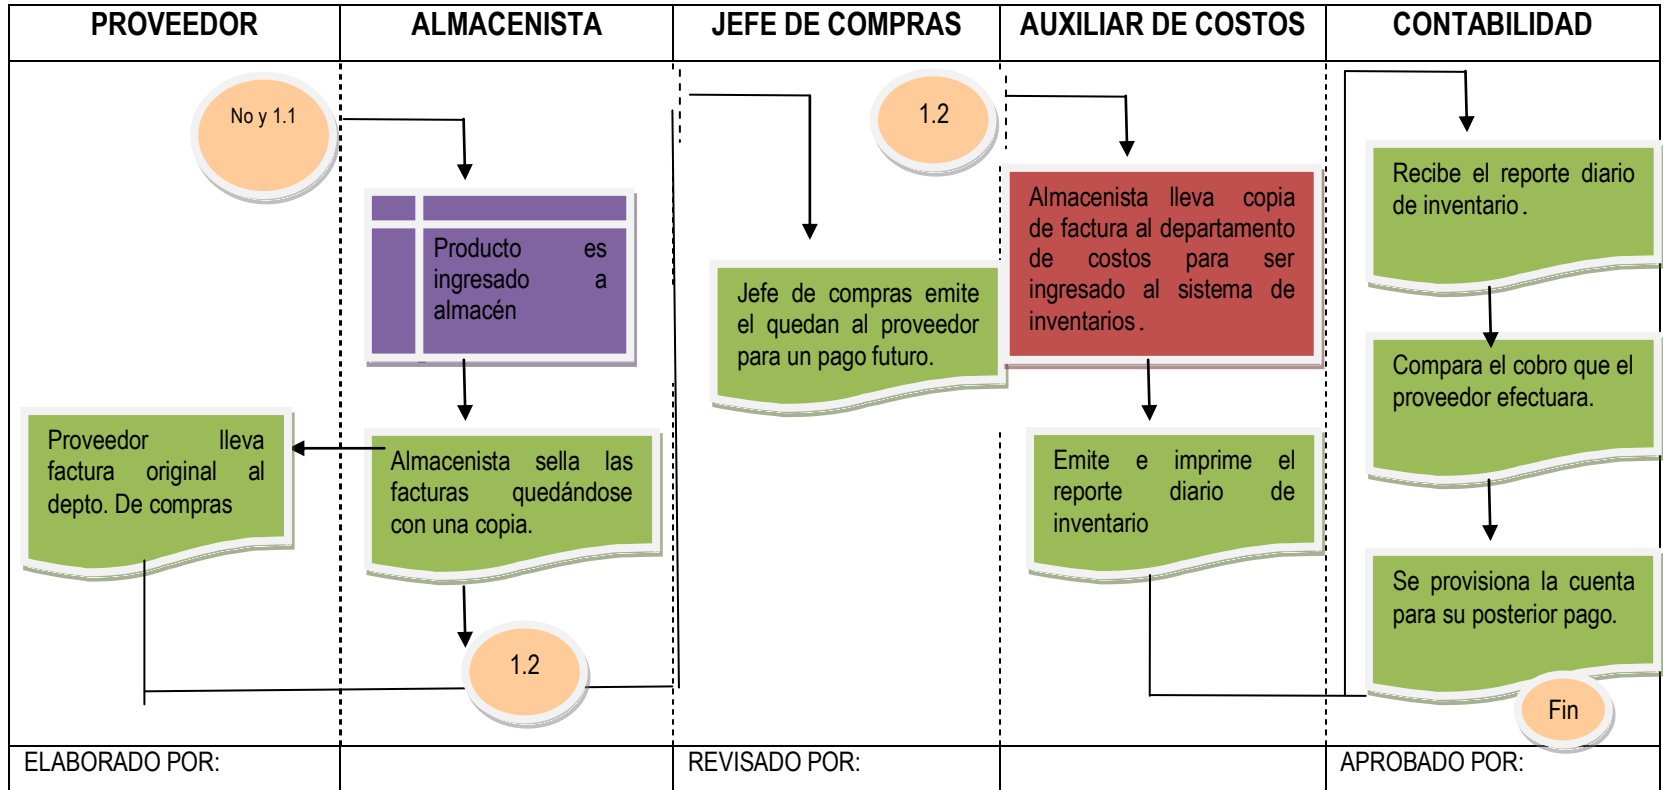 PROVEEDOR
ALMACENISTA
JEFE DE COMPRAS
AUXILIAR DE COSTOS
CONTABILIDAD
No y 1.1
Producto es
ingresado a
almacén
Proveedor lleva
factura original al
depto. De compras
Almacenista sella las
facturas quedándose
con una copia.
1.2
Jefe de compras emite
el quedan al proveedor
para un pago futuro.
1.2
Almacenista lleva copia
de factura al departamento
de costos para ser
ingresado al sistema de
inventarios.
Emite e imprime el
reporte diario de
inventario
Recibe el reporte diario
de inventario.
Compara el cobro que el
proveedor efectuara.
Se provisiona la cuenta
para su posterior pago.
Fin
ELABORADO POR:
REVISADO POR:
APROBADO POR: